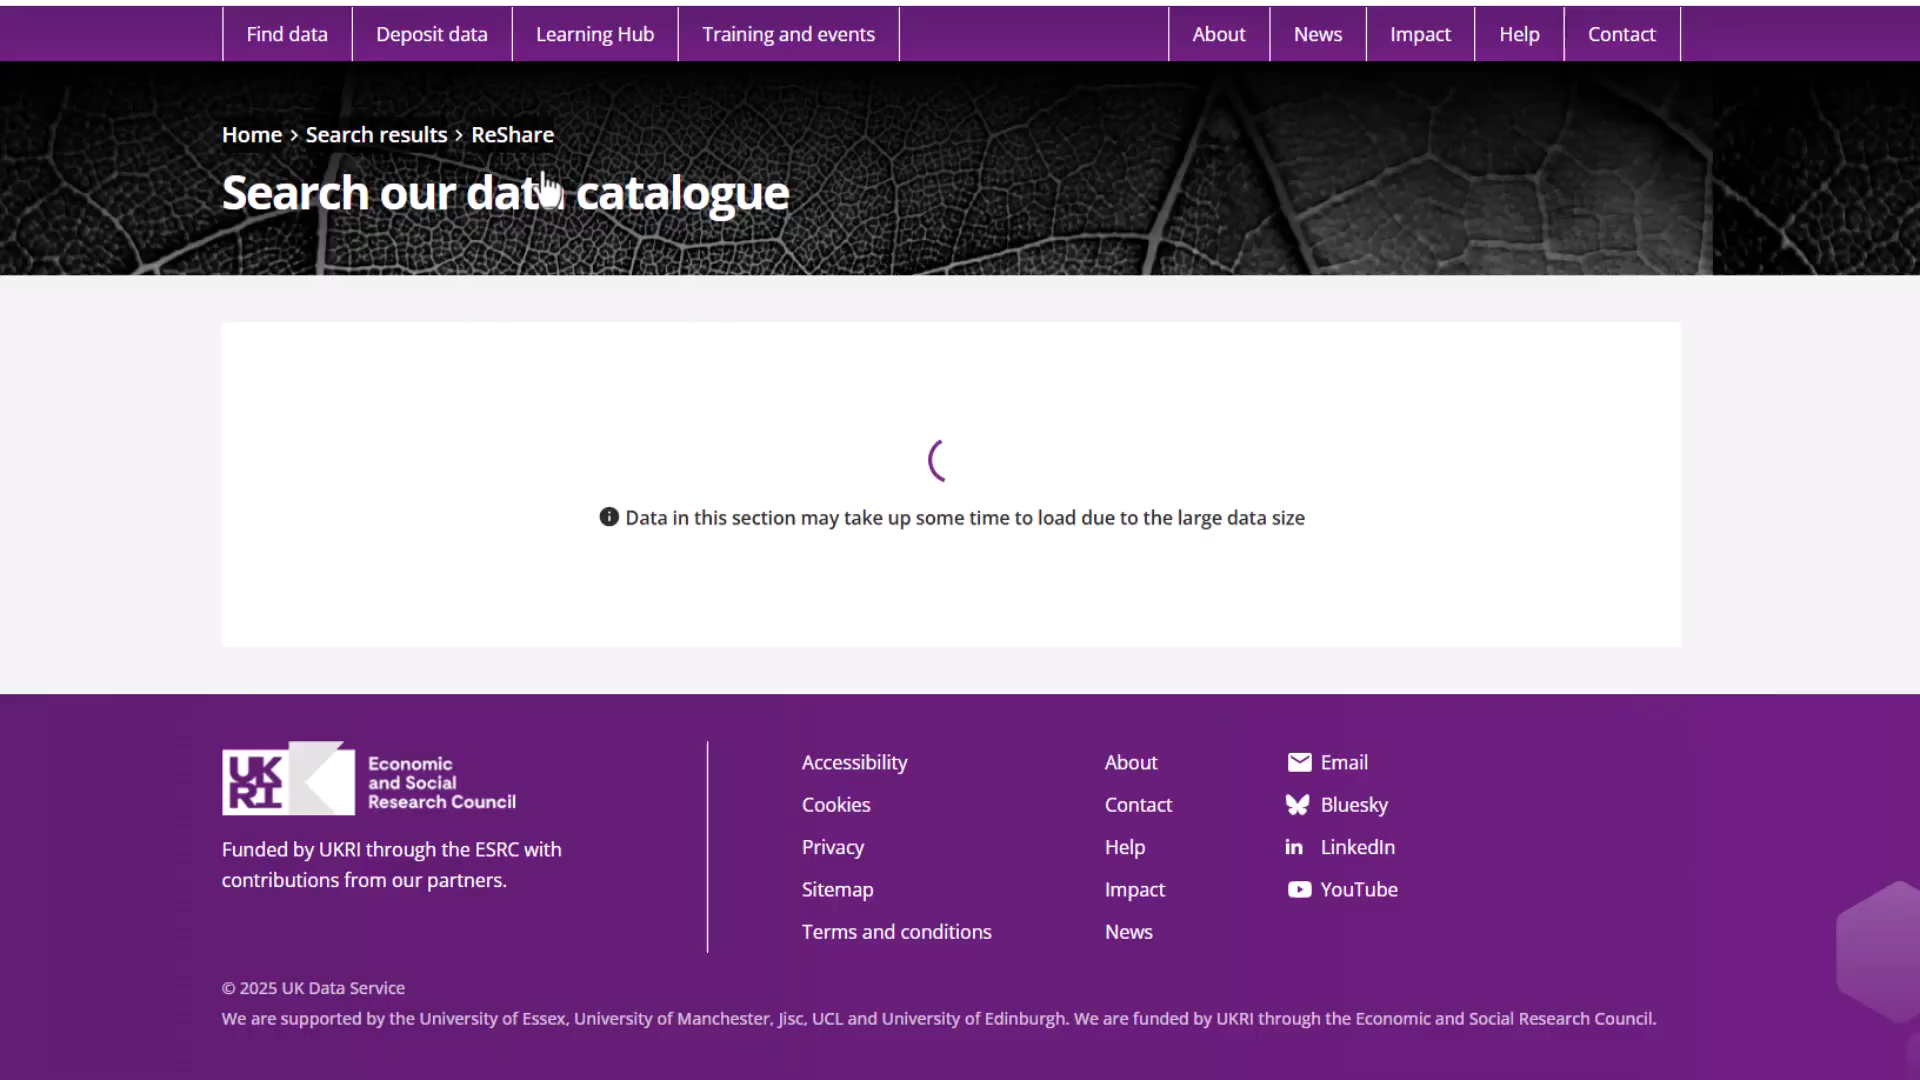 Find data
Deposit data
Learning Hub
Training and events
About
News
Impact
Help
Contact
Home > Search results > ReShare
Search our data catalogue
Data in this section may take up some time to load due to the large data size
UK
RI
Economic
and Social
Research Council
Funded by UKRI through the ESRC with
contributions from our partners.
Accessibility
Cookies
Privacy
Sitemap
Terms and conditions
About
Contact
Help
Impact
News
Email
Bluesky
in LinkedIn
YouTube
© 2025 UK Data Service
We are supported by the University of Essex, University of Manchester, Jisc, UCL and University of Edinburgh. We are funded by UKRI through the Economic and Social Research Council.